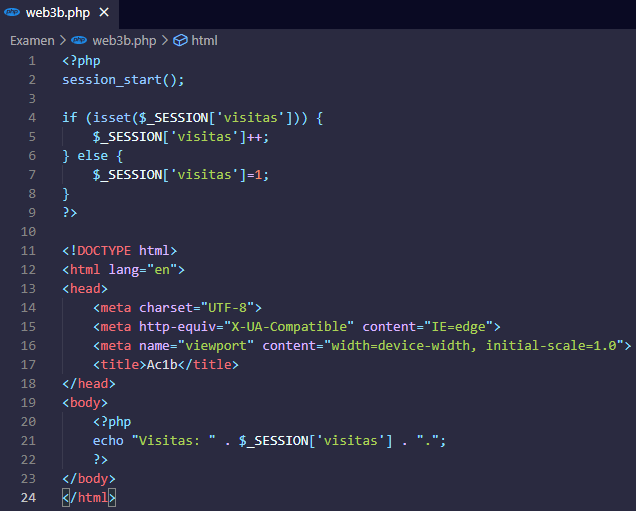 php web3b.php ×
Examen > php web3b.php > html
1 <?php
2 session_start();
3
4 if (isset($_SESSION['visitas'])) {
5     $_SESSION['visitas']++;
6 } else {
7     $_SESSION['visitas']=1;
8 }
9 ?>
10
11 <!DOCTYPE html>
12 <html lang="en">
13 <head>
14     <meta charset="UTF-8">
15     <meta http-equiv="X-UA-Compatible" content="IE=edge">
16     <meta name="viewport" content="width=device-width, initial-scale=1.0">
17     <title>Ac1b</title>
18 </head>
19 <body>
20     <?php
21     echo "Visitas: " . $_SESSION['visitas'] . ".";
22     ?>
23 </body>
24 </html>